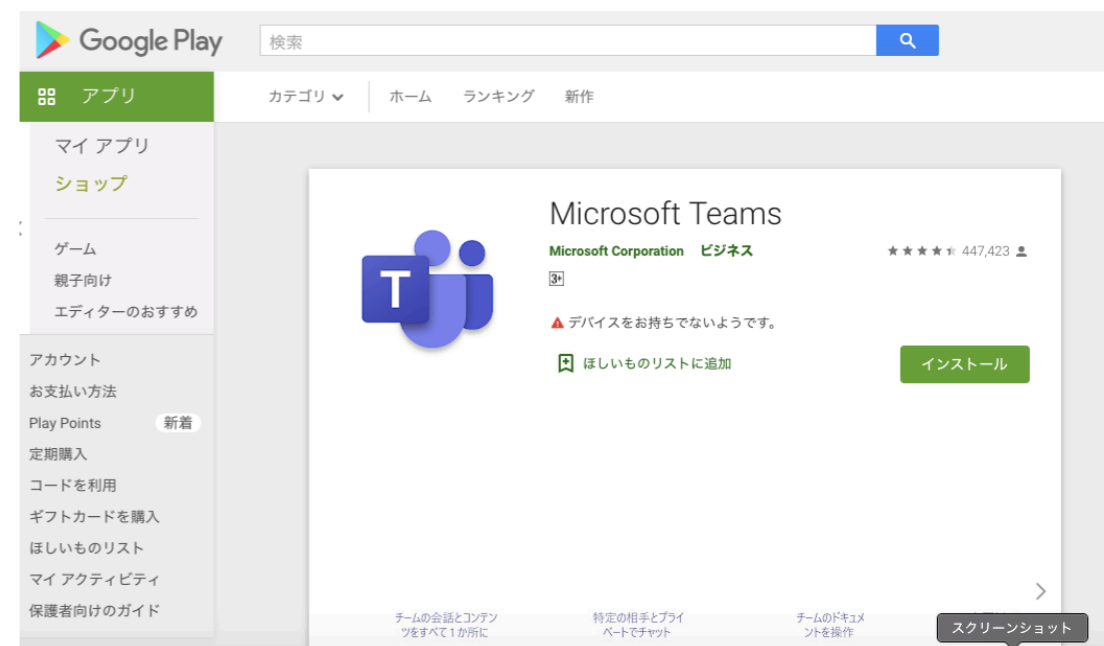 Google Play
検索
アプリ
カテゴリ ホーム ランキング 新作
マイ アプリ
ショップ
ゲーム
親子向け
エディターのおすすめ
アカウント
お支払い方法
Play Points 新着
定期購入
コードを利用
ギフトカードを購入
ほしいものリスト
マイ アクティビティ
保護者向けのガイド
T
Microsoft Teams
Microsoft Corporation ビジネス
447,423
3+
デバイスをお持ちでないようです。
ほしいものリストに追加
インストール
チームの会話とコンテン
ツをすべて1か所に
特定の相手とプライ
ベートでチャット
チームのドキュメ
ントを操作
スクリーンショット